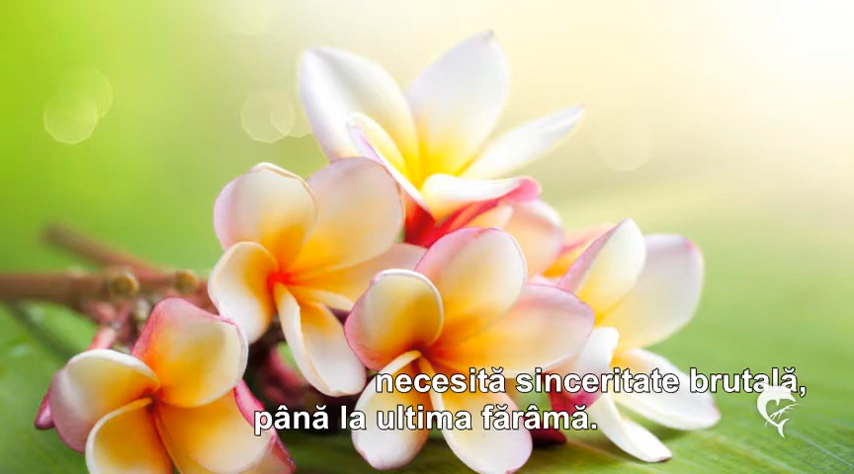 necesită sinceritate brutală,
până la ultima fărâmă.